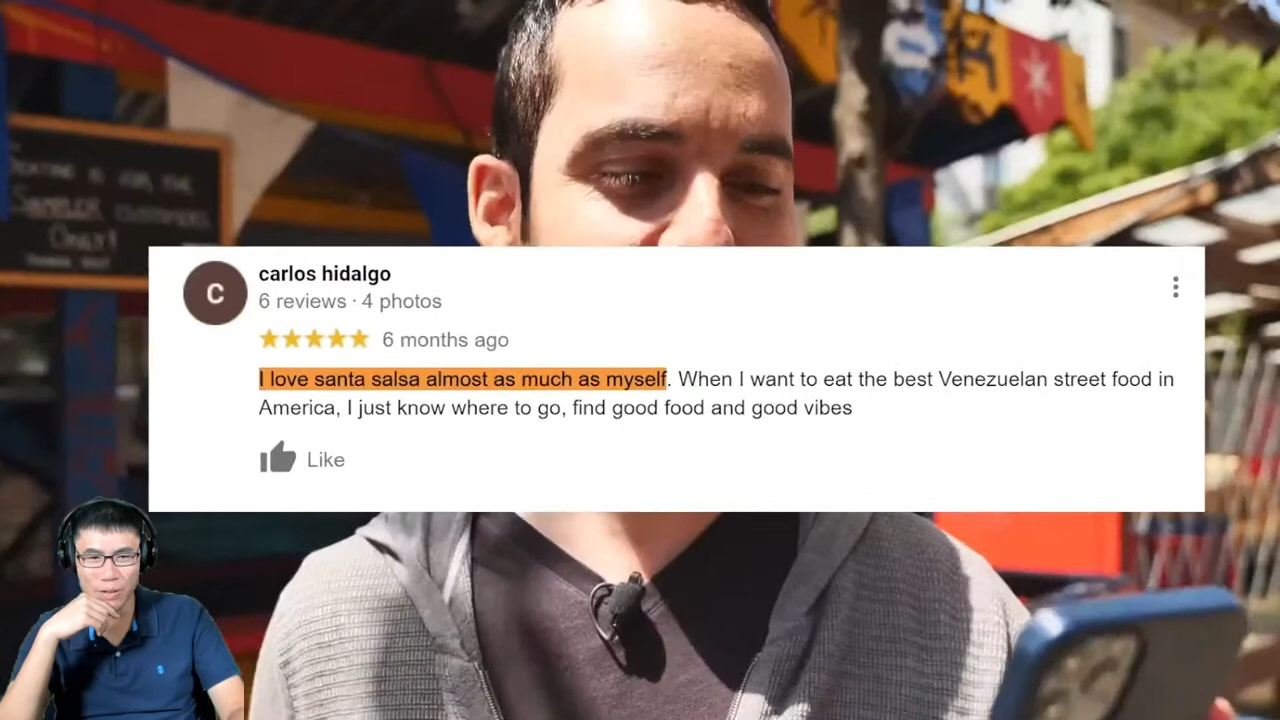 SAMPLER
ONLY!
C
carlos hidalgo
6 reviews · 4 photos
6 months ago
I love santa salsa almost as much as myself. When I want to eat the best Venezuelan street food in
America, I just know where to go, find good food and good vibes
Like